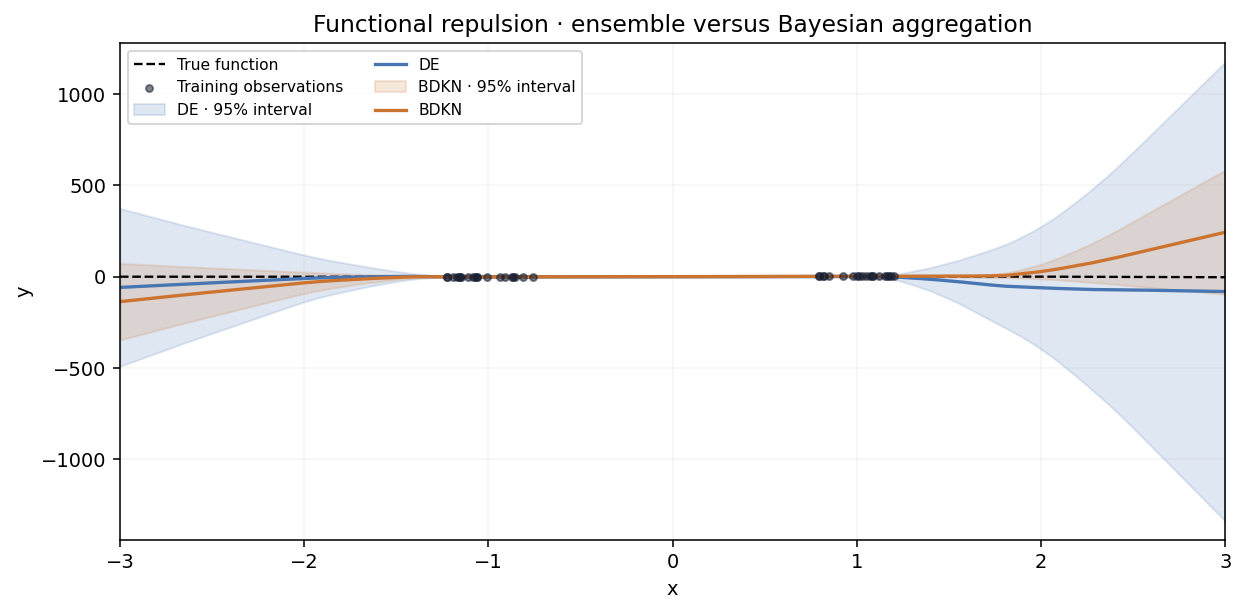 Functional repulsion · ensemble versus Bayesian aggregation
True function
Training observations
DE · 95% interval
DE
BDKN · 95% interval
BDKN
1000
500
0
−500
−1000
y
−3
−2
−1
0
1
2
3
x